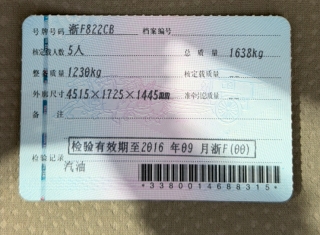 号牌号码 浙F822CB 档案编号
核定载人数 5人 总质量 1638kg
整备质量 1230kg 核定载质量
外廓尺寸 4515×1725×1445mm 准牵引总质量
备注
检验有效期至2016 年09 月浙F(00)
检验记录
汽油
*3380014688315*